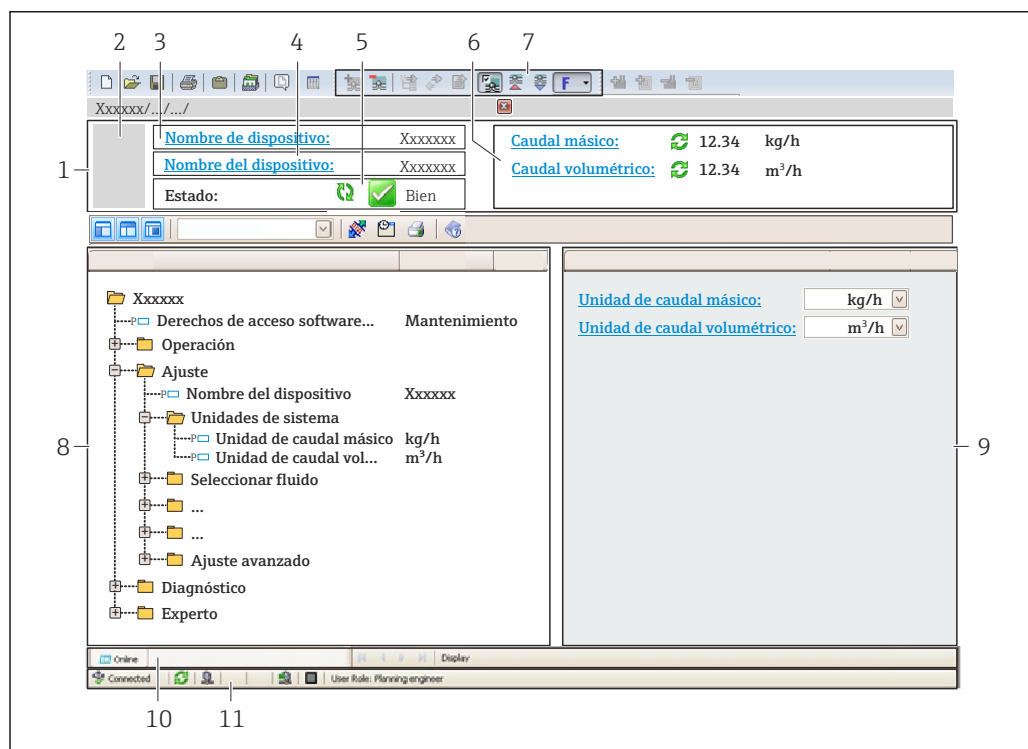 2 3 4 5 6 7
F
Xxxxxx/.../.../
1
Nombre de dispositivo: Xxxxxxx
Nombre del dispositivo: Xxxxxxx
Estado: Bien
Caudal másico: 12.34 kg/h
Caudal volumétrico: 12.34 m³/h
Xxxxxx
P Derechos de acceso software... Mantenimiento
Operación
Ajuste
P Nombre del dispositivo Xxxxxx
Unidades de sistema
P Unidad de caudal másico kg/h
P Unidad de caudal vol... m³/h
Seleccionar fluido
...
...
Ajuste avanzado
Diagnóstico
Experto
8
Unidad de caudal másico: kg/h
Unidad de caudal volumétrico: m³/h
9
Online Display
Connected User Role: Planning engineer
10 11